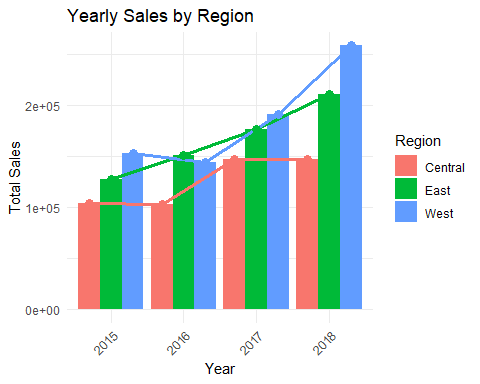 Yearly Sales by Region
Total Sales
2e+05
1e+05
0e+00
2015
2016
2017
2018
Year
Region
Central
East
West